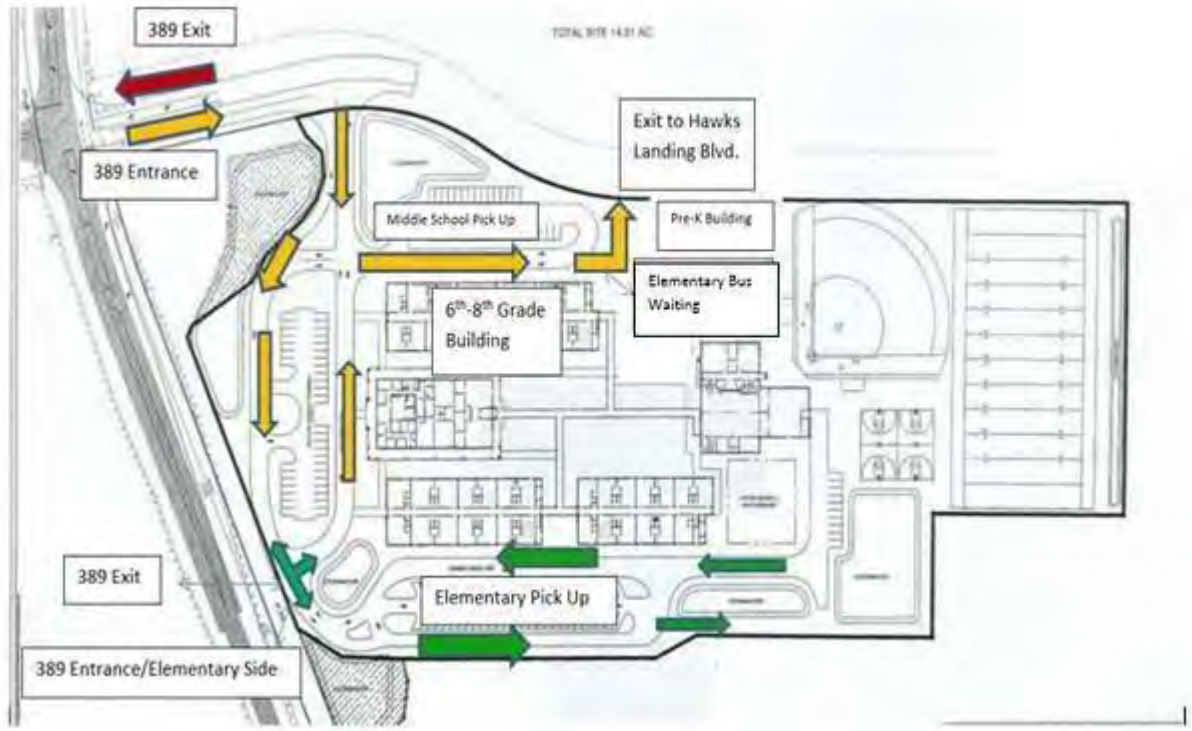 389 Exit
TOTAL SITE 14.01 AC
389 Entrance
Exit to Hawks
Landing Blvd.
Middle School Pick Up
Pre-K Building
Elementary Bus
Waiting
6th-8th Grade
Building
389 Exit
Elementary Pick Up
389 Entrance/Elementary Side